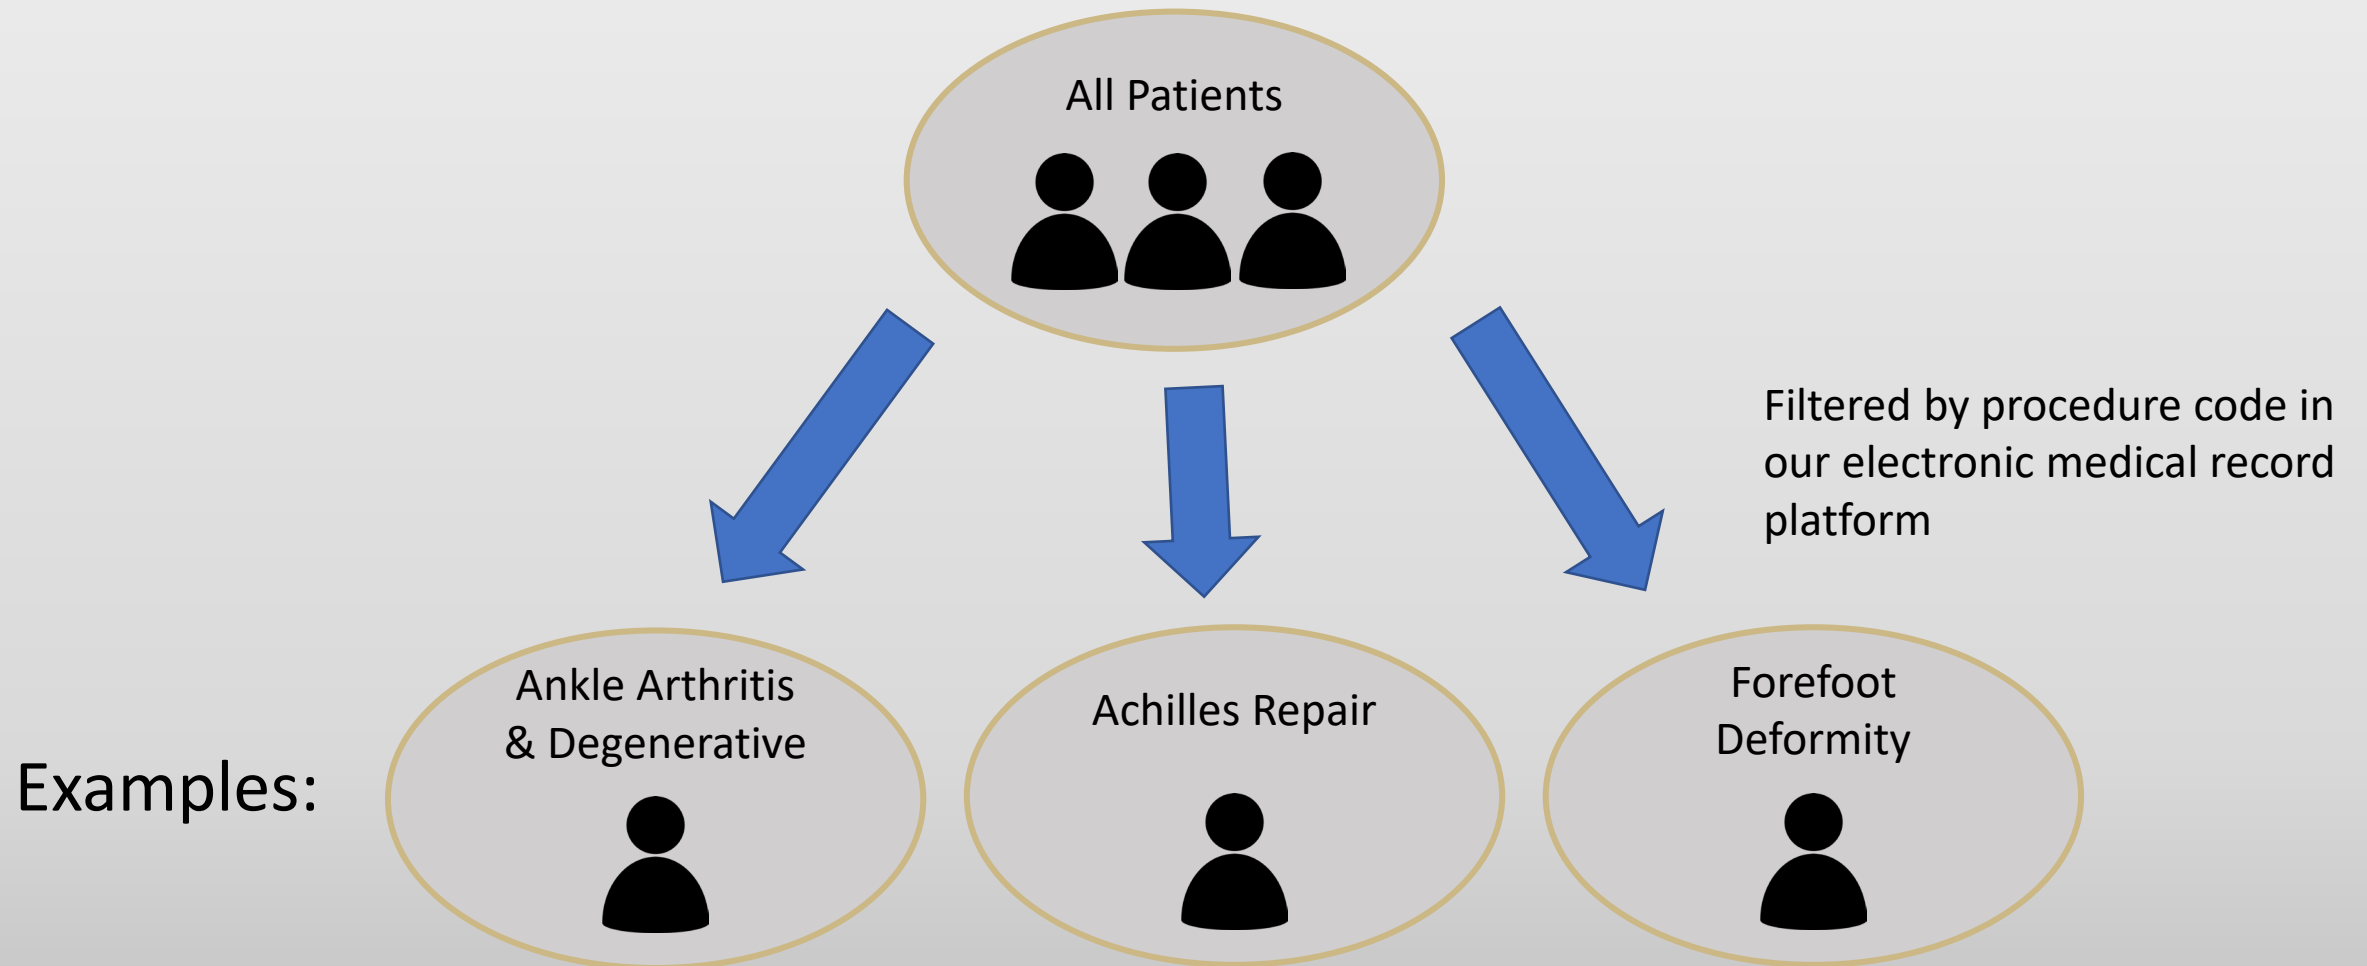 All Patients
Filtered by procedure code in
our electronic medical record
platform
Examples:
Ankle Arthritis
& Degenerative
Achilles Repair
Forefoot
Deformity